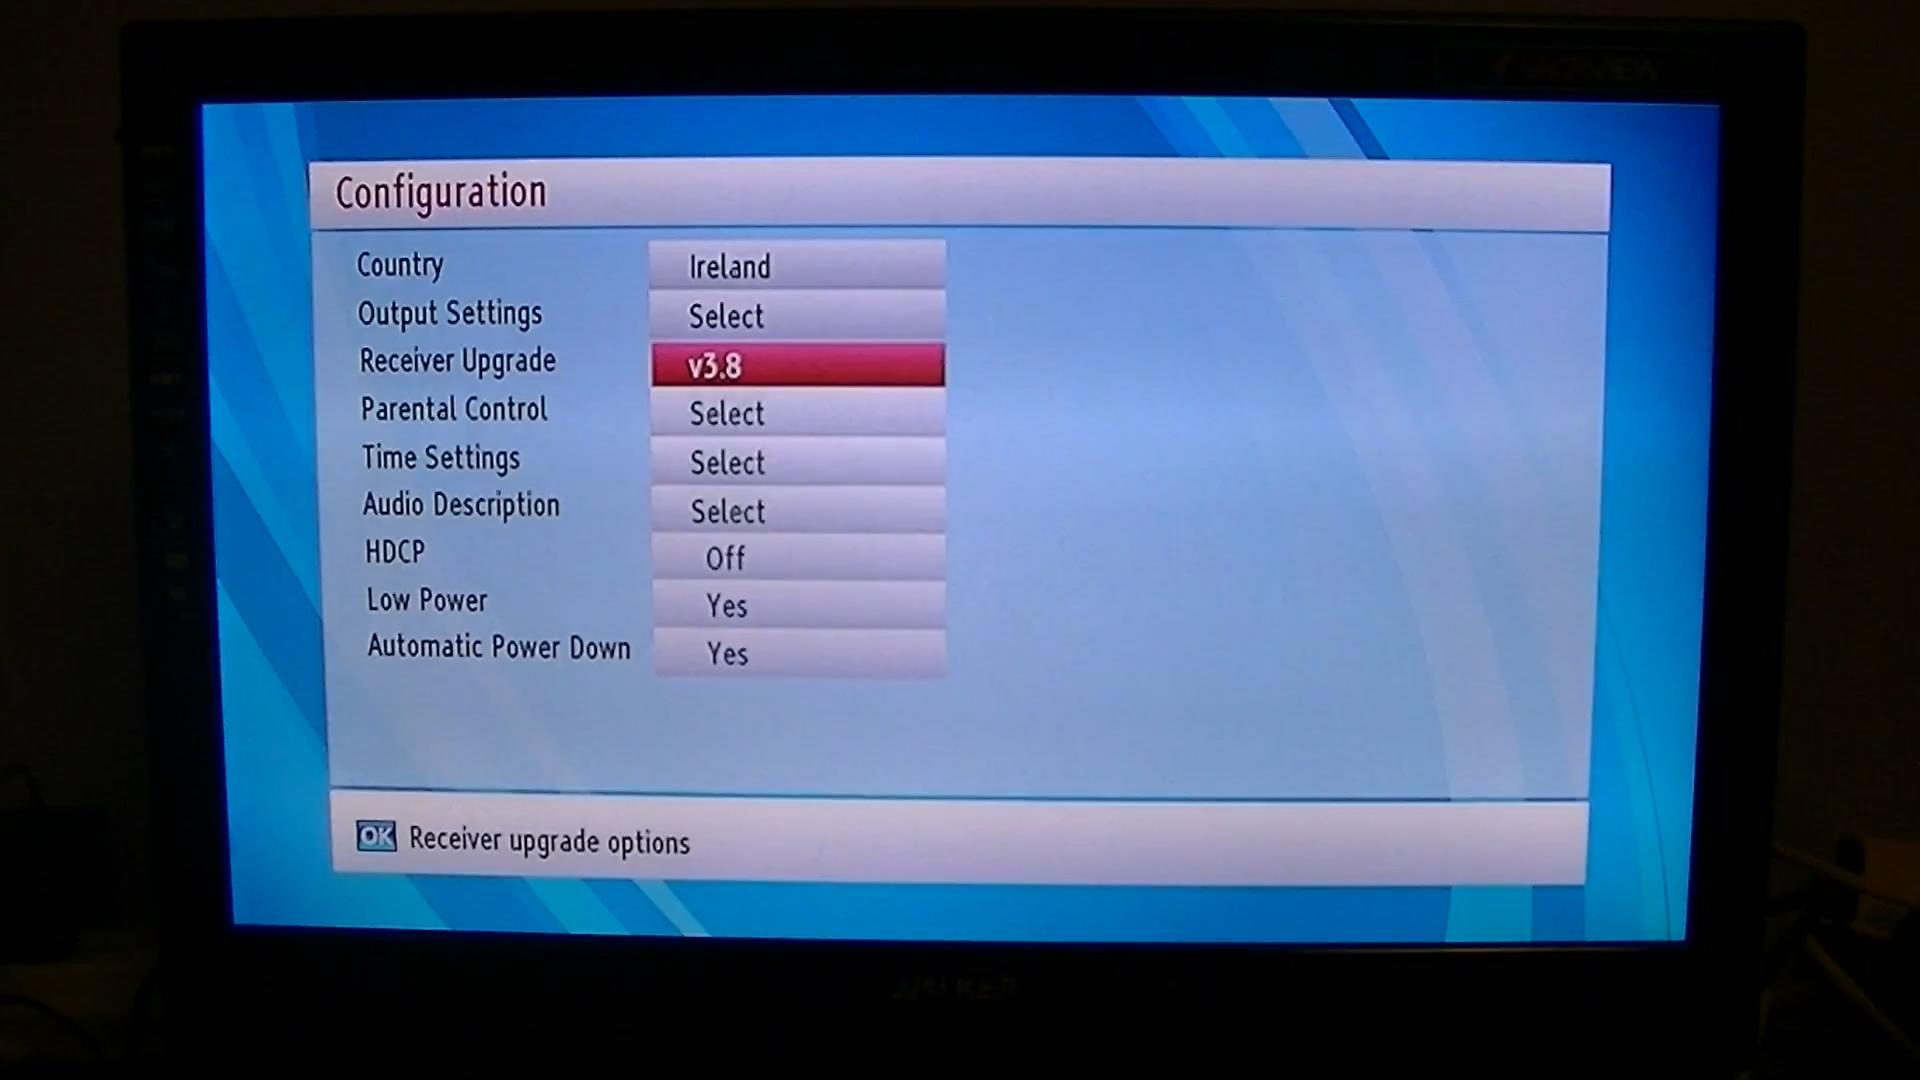 Configuration
Country Ireland
Output Settings Select
Receiver Upgrade v3.8
Parental Control Select
Time Settings Select
Audio Description Select
HDCP Off
Low Power Yes
Automatic Power Down Yes
OK Receiver upgrade options
WALKER